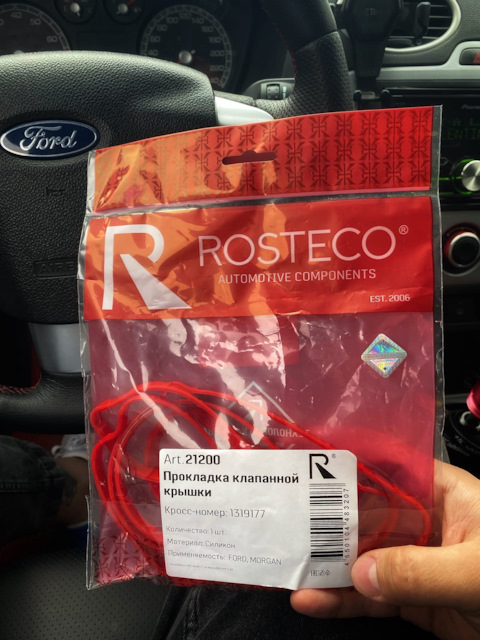 Ford
ROSTECO®
AUTOMOTIVE COMPONENTS
EST. 2006
Art. 21200
Прокладка клапанной
крышки
Кросс-номер: 1319177
Количество: 1 шт.
Материал: Силикон
Применяемость: FORD, MORGAN
R